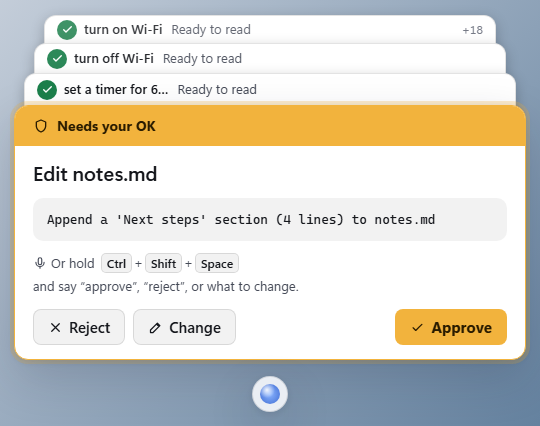 turn on Wi-Fi Ready to read +18
turn off Wi-Fi Ready to read
set a timer for 6... Ready to read
Needs your OK
Edit notes.md
Append a 'Next steps' section (4 lines) to notes.md
Or hold Ctrl + Shift + Space
and say “approve”, “reject”, or what to change.
Reject Change Approve